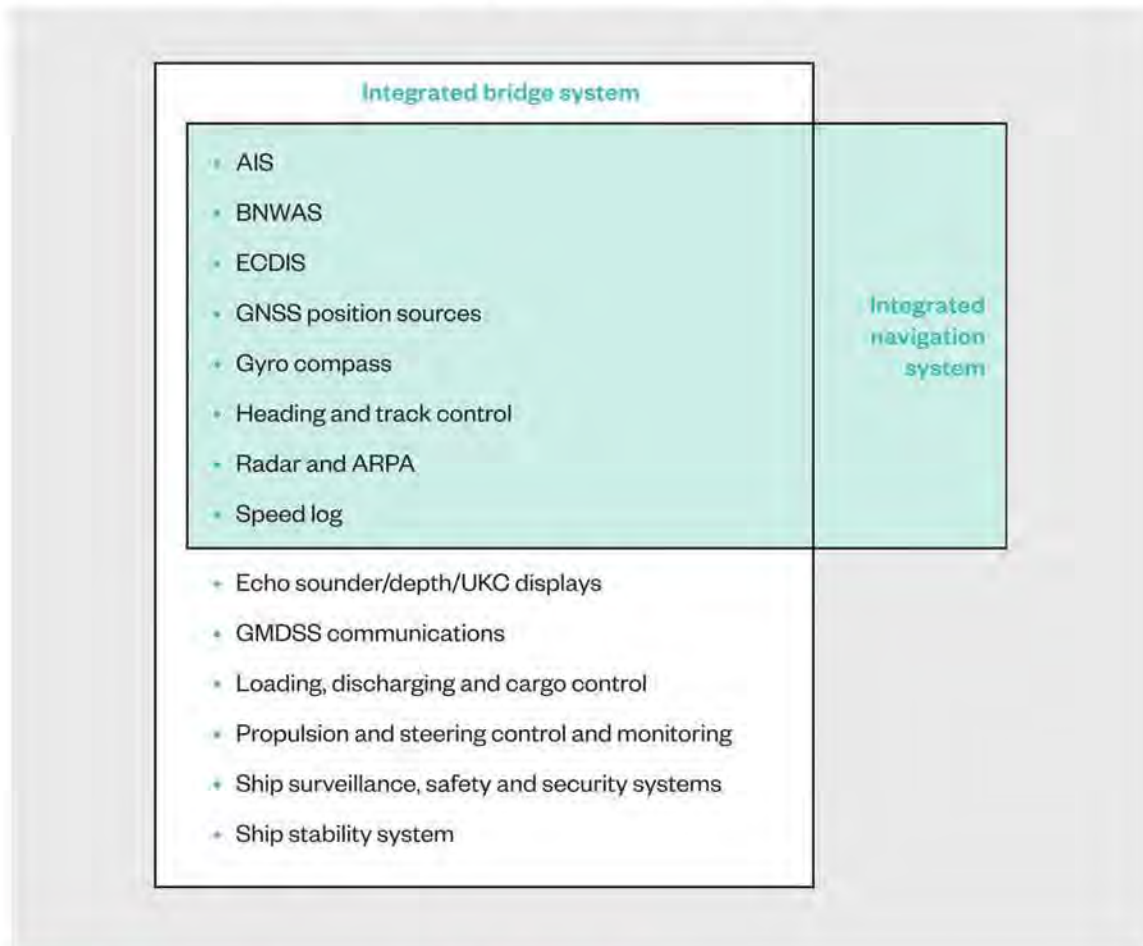 Integrated bridge system
• AIS
• BNWAS
• ECDIS
• GNSS position sources
• Gyro compass
• Heading and track control
• Radar and ARPA
• Speed log
Integrated
navigation
system
• Echo sounder/depth/UKC displays
• GMDSS communications
• Loading, discharging and cargo control
• Propulsion and steering control and monitoring
• Ship surveillance, safety and security systems
• Ship stability system